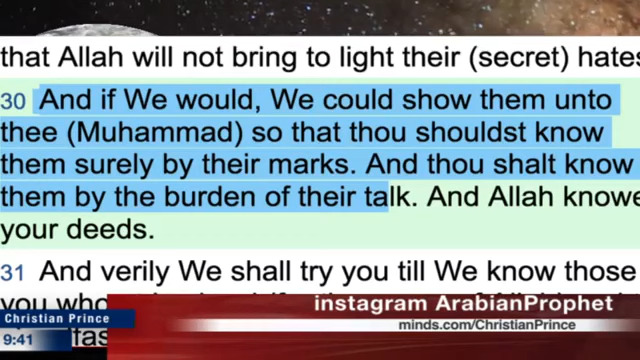 that Allah will not bring to light their (secret) hates
30 And if We would, We could show them unto
thee (Muhammad) so that thou shouldst know
them surely by their marks. And thou shalt know
them by the burden of their talk. And Allah knowe
your deeds.
31 And verily We shall try you till We know those
you who
instagram ArabianProphet
Christian Prince
minds.com/ChristianPrince
9:41
fas